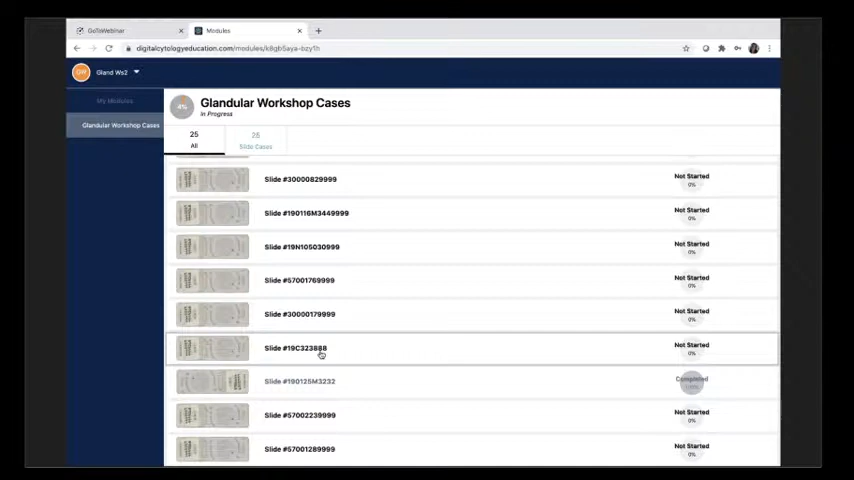 GoToWebinar
Modules
digitalcytologyeducation.com/modules/k8gb5aya-bzy1h
GW
Gland Ws2
My Modules
Glandular Workshop Cases
4%
Glandular Workshop Cases
In Progress
25
All
25
Slide Cases
Slide #30000829999
Not Started
0%
Slide #190116M3449999
Not Started
0%
Slide #19N105030999
Not Started
0%
Slide #57001769999
Not Started
0%
Slide #30000179999
Not Started
0%
Slide #19C323888
Not Started
0%
Slide #190125M3232
Completed
Slide #57002239999
Not Started
0%
Slide #57001289999
Not Started
0%